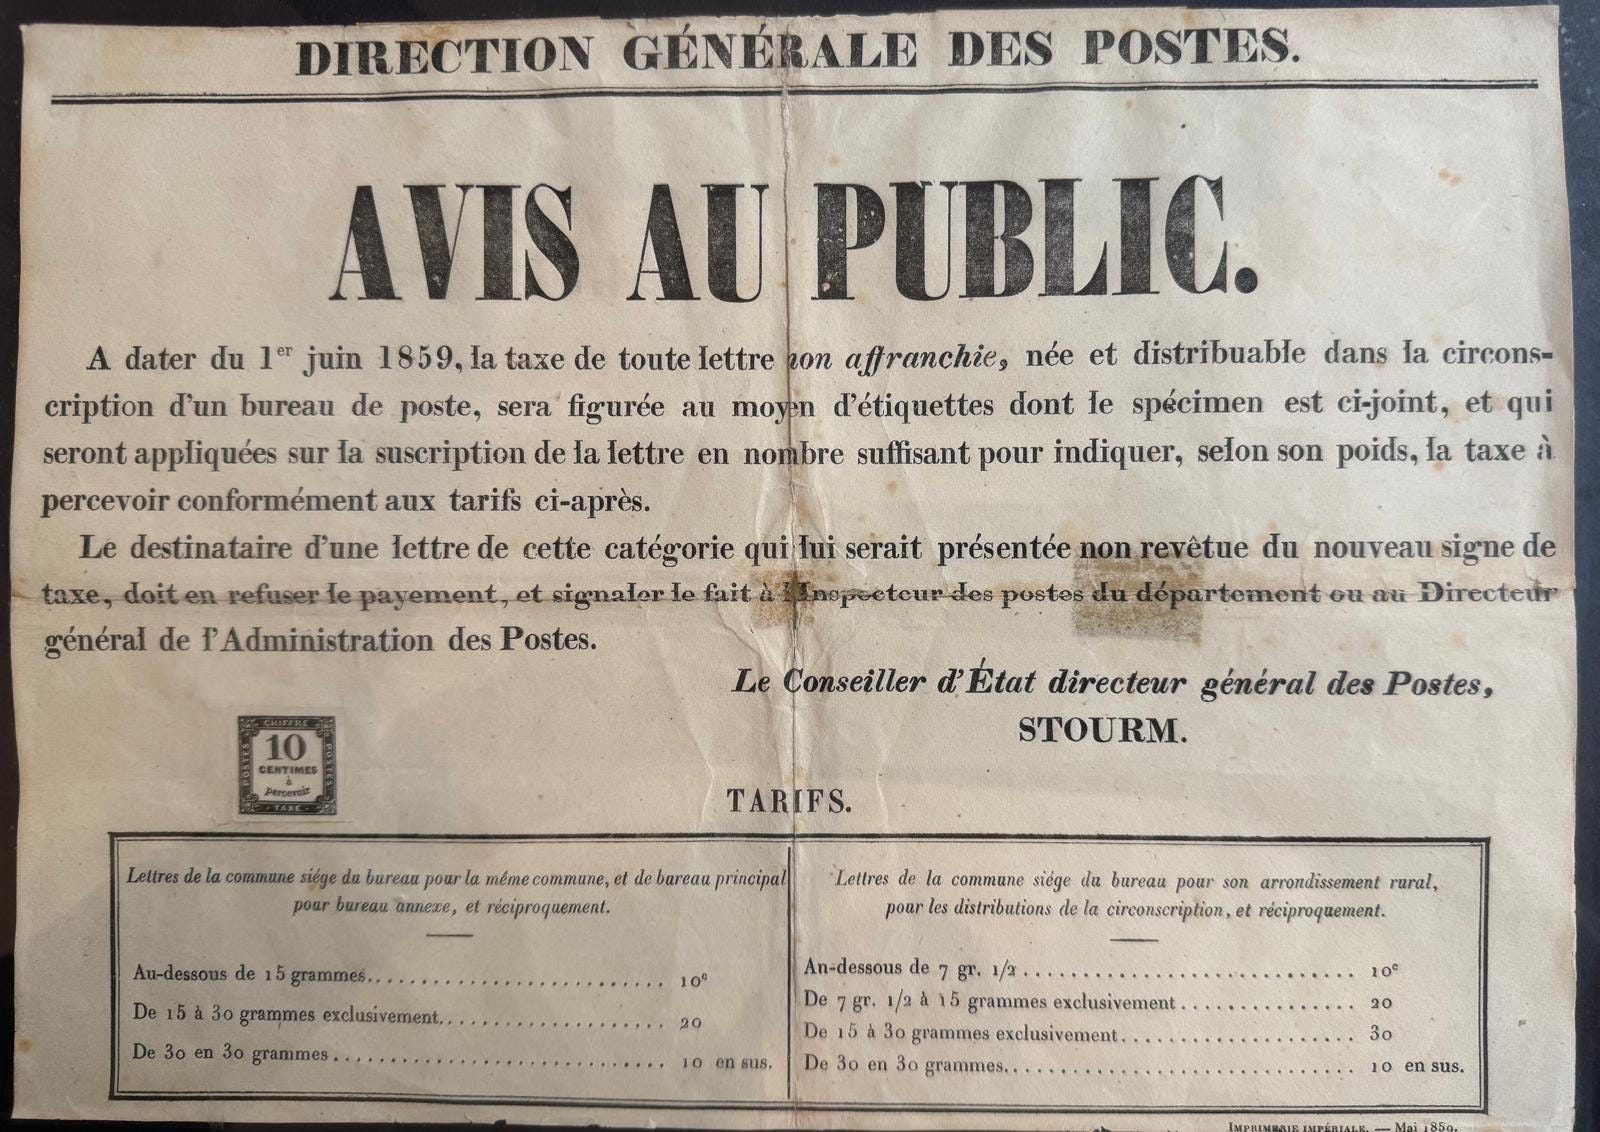 DIRECTION GÉNÉRALE DES POSTES.
AVIS AU PUBLIC.
A dater du 1er juin 1859, la taxe de toute lettre non affranchie, née et distribuable dans la circons-
cription d'un bureau de poste, sera figurée au moyen d'étiquettes dont le spécimen est ci-joint, et qui
seront appliquées sur la suscription de la lettre en nombre suffisant pour indiquer, selon son poids, la taxe à
percevoir conformément aux tarifs ci-après.
Le destinataire d'une lettre de cette catégorie qui lui serait présentée non revêtue du nouveau signe de
taxe, doit en refuser le payement, et signaler le fait à l'Inspecteur des postes du département ou au Directeur
général de l'Administration des Postes.
Le Conseiller d'État directeur général des Postes,
STOURM.
CHIFFRE
POSTES
10
CENTIMES
à
percevoir
POSTES
TAXE
TARIFS.
Lettres de la commune siége du bureau pour la même commune, et de bureau principal
pour bureau annexe, et réciproquement.
Au-dessous de 15 grammes........................ 10c
De 15 à 30 grammes exclusivement.................. 20
De 30 en 30 grammes........................... 10 en sus.
Lettres de la commune siége du bureau pour son arrondissement rural,
pour les distributions de la circonscription, et réciproquement.
An-dessous de 7 gr. 1/2........................... 10c
De 7 gr. 1/2 à 15 grammes exclusivement.............. 20
De 15 à 30 grammes exclusivement................... 30
De 30 en 30 grammes............................. 10 en sus.
IMPRIMERIE IMPÉRIALE. — Mai 1859.